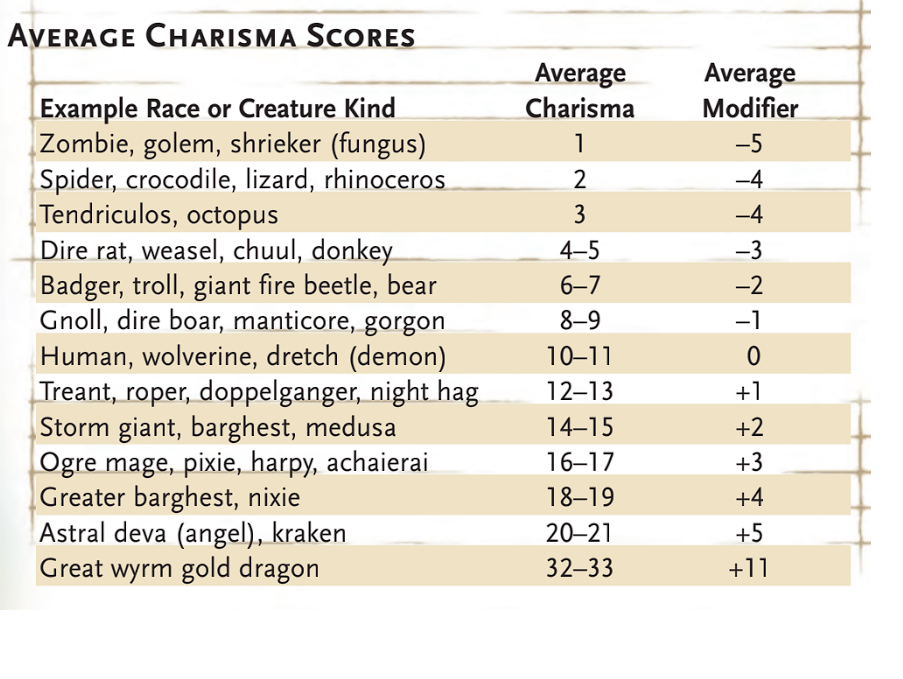 AVERAGE CHARISMA SCORES
Average Average
Example Race or Creature Kind Charisma Modifier
Zombie, golem, shrieker (fungus) 1 –5
Spider, crocodile, lizard, rhinoceros 2 –4
Tendriculos, octopus 3 –4
Dire rat, weasel, chuul, donkey 4–5 –3
Badger, troll, giant fire beetle, bear 6–7 –2
Gnoll, dire boar, manticore, gorgon 8–9 –1
Human, wolverine, dretch (demon) 10–11 0
Treant, roper, doppelganger, night hag 12–13 +1
Storm giant, barghest, medusa 14–15 +2
Ogre mage, pixie, harpy, achaierai 16–17 +3
Greater barghest, nixie 18–19 +4
Astral deva (angel), kraken 20–21 +5
Great wyrm gold dragon 32–33 +11